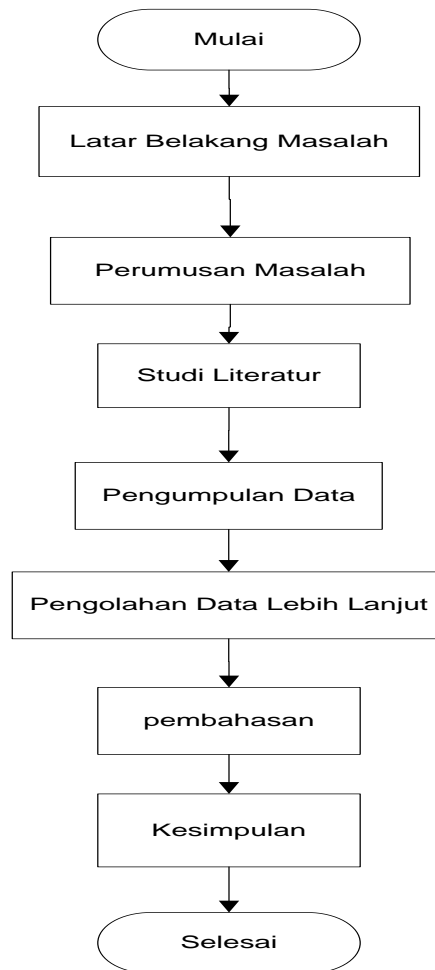 Mulai
Latar Belakang Masalah
Perumusan Masalah
Studi Literatur
Pengumpulan Data
Pengolahan Data Lebih Lanjut
pembahasan
Kesimpulan
Selesai